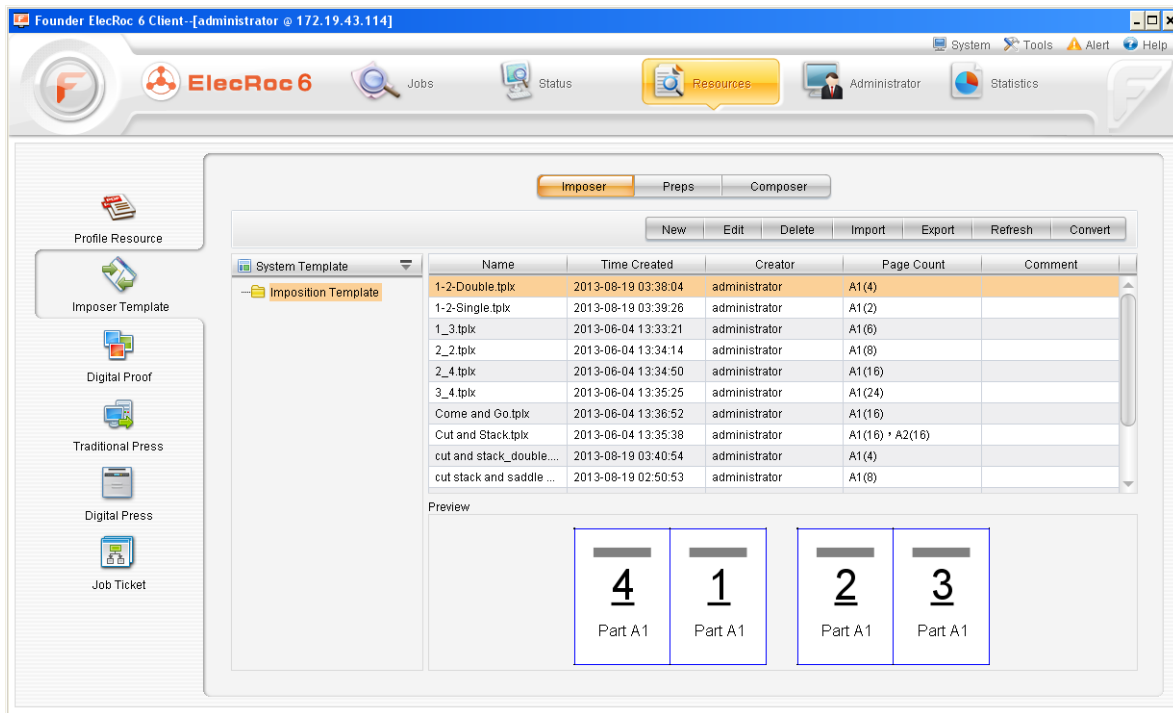 Founder ElecRoc 6 Client--[administrator @ 172.19.43.114]
System Tools Alert Help
F ElecRoc 6 Jobs Status Resources Administrator Statistics
Imposer Preps Composer
New Edit Delete Import Export Refresh Convert
Profile Resource
Imposer Template
Digital Proof
Traditional Press
Digital Press
Job Ticket
System Template
Imposition Template
Name Time Created Creator Page Count Comment
1-2-Double.tplx 2013-08-19 03:38:04 administrator A1(4)
1-2-Single.tplx 2013-08-19 03:39:26 administrator A1(2)
1_3.tplx 2013-06-04 13:33:21 administrator A1(6)
2_2.tplx 2013-06-04 13:34:14 administrator A1(8)
2_4.tplx 2013-06-04 13:34:50 administrator A1(16)
3_4.tplx 2013-06-04 13:35:25 administrator A1(24)
Come and Go.tplx 2013-06-04 13:36:52 administrator A1(16)
Cut and Stack.tplx 2013-06-04 13:35:38 administrator A1(16),A2(16)
cut and stack_double.... 2013-08-19 03:40:54 administrator A1(4)
cut stack and saddle ... 2013-08-19 02:50:53 administrator A1(8)
Preview
4 1 2 3
Part A1 Part A1 Part A1 Part A1